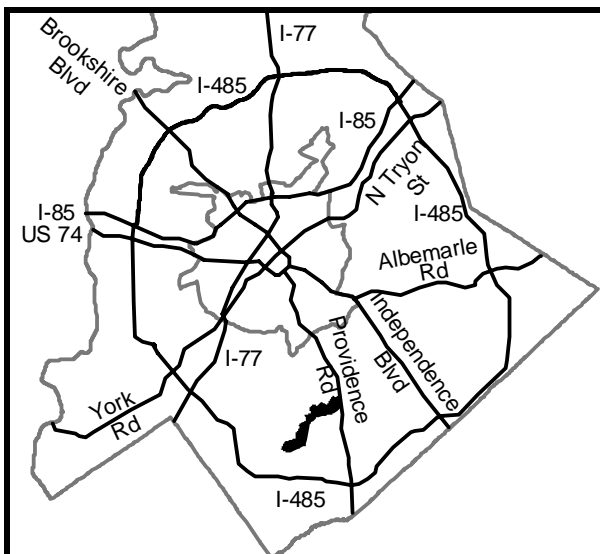 I-77
Brookshire
Blvd
I-485
I-85
N Tryon
St
I-85
US 74
I-485
Albemarle
Rd
Independence
Blvd
Providence
Rd
I-77
York
Rd
I-485